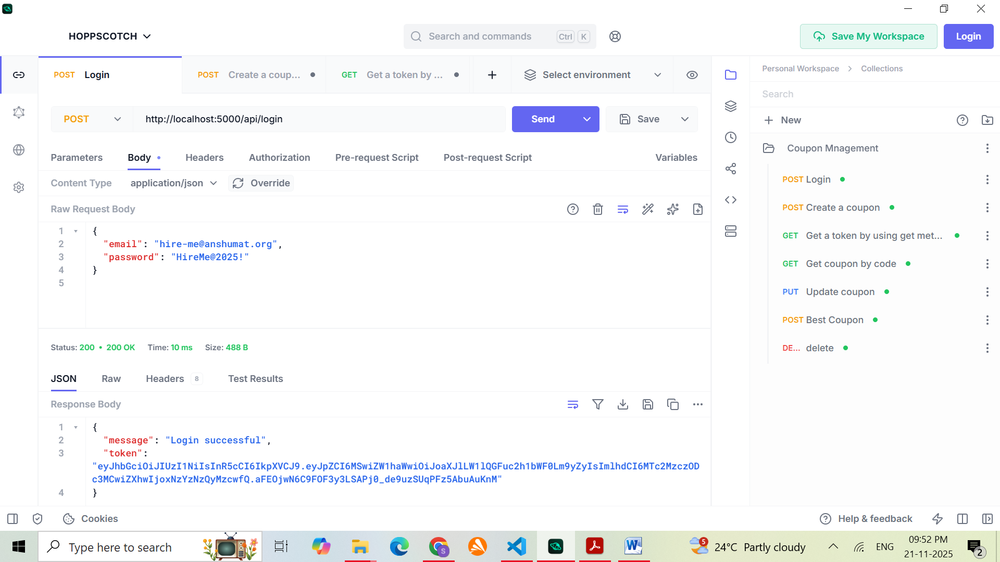 HOPPSCOTCH
Search and commands Ctrl K
Save My Workspace
Login
POST Login
POST Create a coup...
GET Get a token by ...
Select environment
POST http://localhost:5000/api/login
Send
Save
Parameters Body Headers Authorization Pre-request Script Post-request Script Variables
Content Type application/json Override
Raw Request Body
1 {
2 "email": "hire-me@anshumat.org",
3 "password": "HireMe@2025!"
4 }
5
Status: 200 • 200 OK Time: 10 ms Size: 488 B
JSON Raw Headers 8 Test Results
Response Body
1 {
2 "message": "Login successful",
3 "token":
"eyJhbGciOiJIUzI1NiIsInR5cCI6IkpXVCJ9.eyJpZCI6MSwiZW1haWwiOiJoaXJlLW1lQGFuc2h1bWF0Lm9yZyIsImlhdCI6MTc2MzczOD
c3MCwiZXhwIjoxNzYzNzQyMzcwfQ.aFEOjwN6C9FOF3y3LSAPj0_de9uzSUqPFz5AbuAuKnM"
4 }
Personal Workspace > Collections
Search
New
Coupon Mnagement
POST Login
POST Create a coupon
GET Get a token by using get met...
GET Get coupon by code
PUT Update coupon
POST Best Coupon
DE... delete
Cookies
Help & feedback
Type here to search
S
W
5
24°C Partly cloudy
ENG
09:52 PM
21-11-2025
2